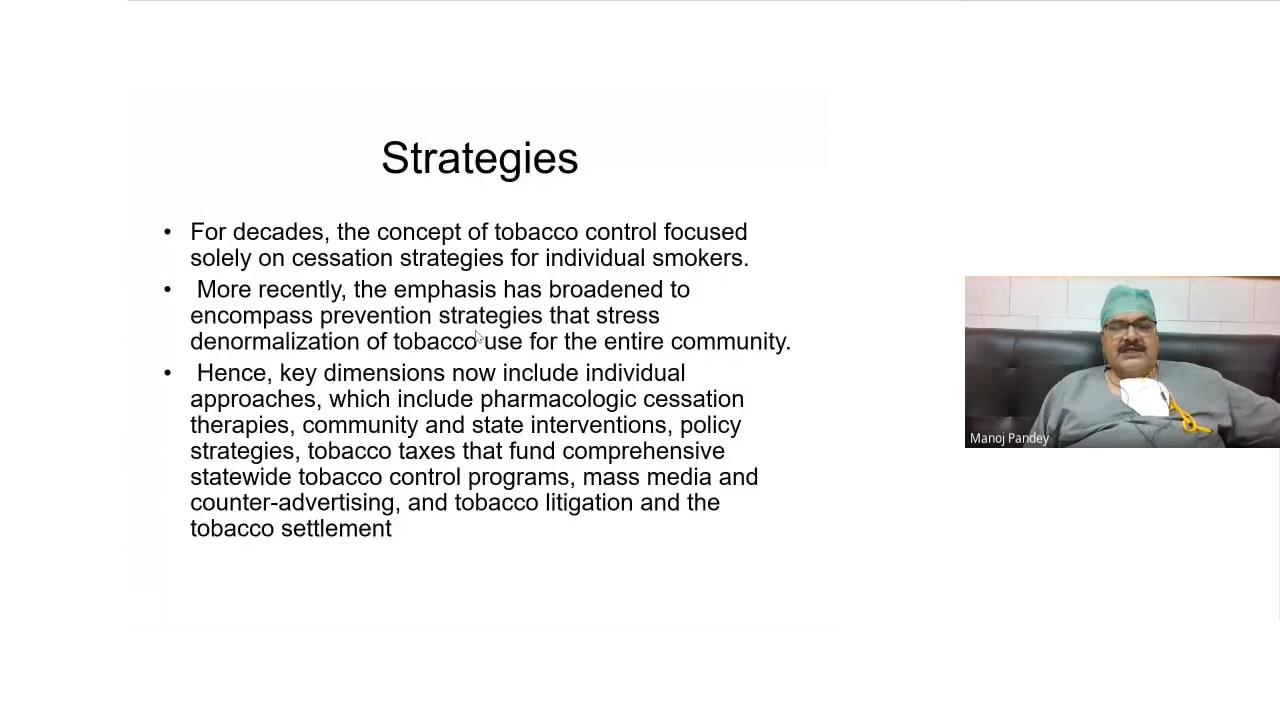 Strategies
• For decades, the concept of tobacco control focused
solely on cessation strategies for individual smokers.
• More recently, the emphasis has broadened to
encompass prevention strategies that stress
denormalization of tobacco use for the entire community.
• Hence, key dimensions now include individual
approaches, which include pharmacologic cessation
therapies, community and state interventions, policy
strategies, tobacco taxes that fund comprehensive
statewide tobacco control programs, mass media and
counter-advertising, and tobacco litigation and the
tobacco settlement
Manoj Pandey